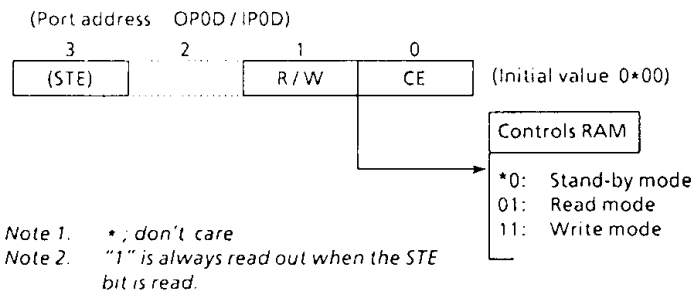 (Port address OP0D / IP0D)
3 2 1 0
(STE) R / W CE (Initial value 0*00)
Controls RAM
*0: Stand-by mode
01: Read mode
11: Write mode
Note 1. * ; don't care
Note 2. "1" is always read out when the STE
bit is read.